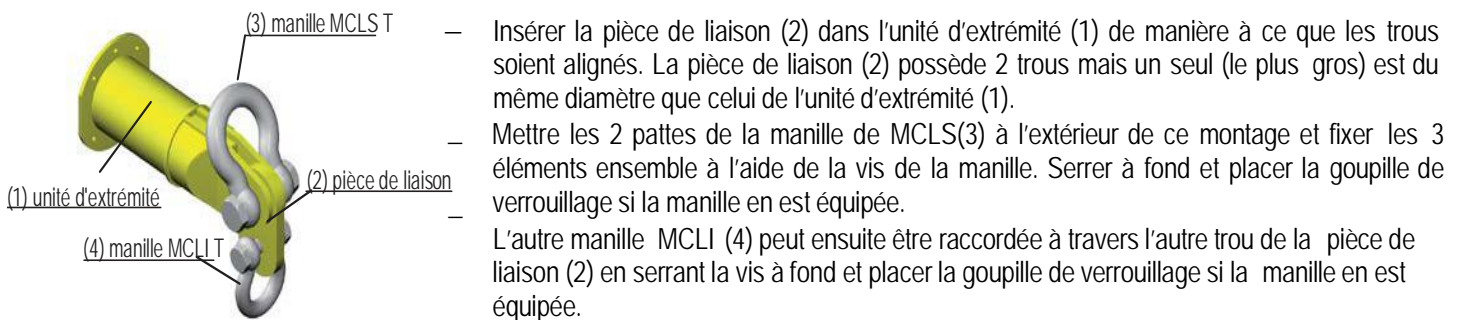 (3) manille MCLS T
(2) pièce de liaison
(1) unité d'extrémité
(4) manille MCLI T
– Insérer la pièce de liaison (2) dans l'unité d'extrémité (1) de manière à ce que les trous
soient alignés. La pièce de liaison (2) possède 2 trous mais un seul (le plus gros) est du
même diamètre que celui de l'unité d'extrémité (1).
– Mettre les 2 pattes de la manille de MCLS(3) à l'extérieur de ce montage et fixer les 3
éléments ensemble à l'aide de la vis de la manille. Serrer à fond et placer la goupille de
verrouillage si la manille en est équipée.
– L'autre manille MCLI (4) peut ensuite être raccordée à travers l'autre trou de la pièce de
liaison (2) en serrant la vis à fond et placer la goupille de verrouillage si la manille en est
équipée.